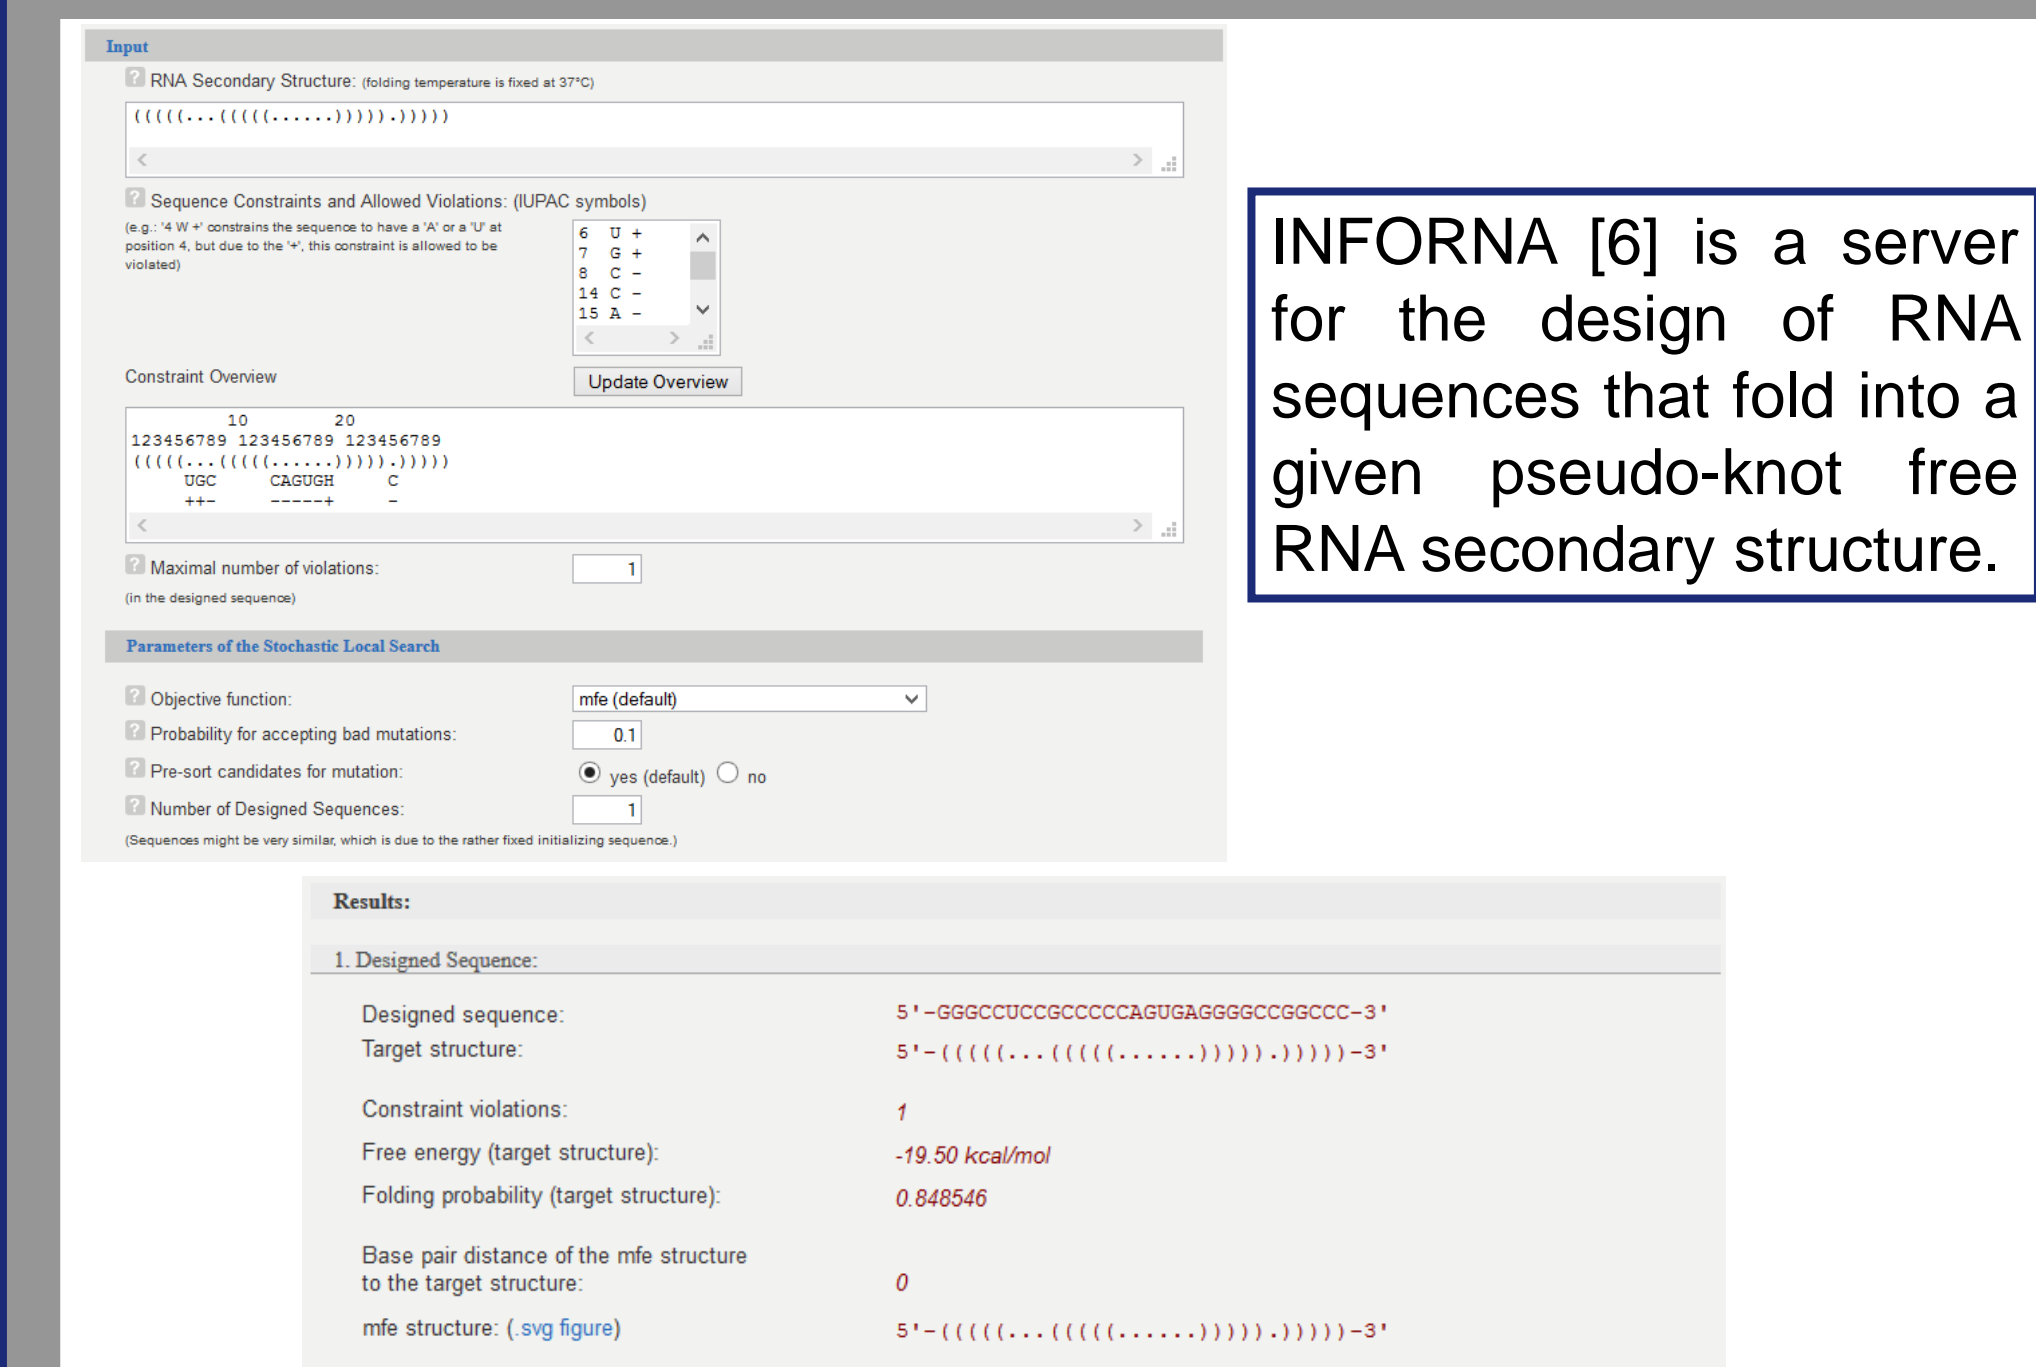 Input
RNA Secondary Structure: (folding temperature is fixed at 37°C)
(((((...(((((......))))).)))))
Sequence Constraints and Allowed Violations: (IUPAC symbols)
(e.g.: '4 W +' constrains the sequence to have a 'A' or a 'U' at
position 4, but due to the '+', this constraint is allowed to be
violated)
6 U +
7 G +
8 C -
14 C -
15 A -
Constraint Overview
Update Overview
10 20
123456789 123456789 123456789
(((((...(((((......))))).)))))
UGC CAGUGH C
++- -----+ -
Maximal number of violations: 1
(in the designed sequence)
Parameters of the Stochastic Local Search
Objective function: mfe (default)
Probability for accepting bad mutations: 0.1
Pre-sort candidates for mutation: yes (default) no
Number of Designed Sequences: 1
(Sequences might be very similar, which is due to the rather fixed initializing sequence.)
INFORNA [6] is a server
for the design of RNA
sequences that fold into a
given pseudo-knot free
RNA secondary structure.
Results:
1. Designed Sequence:
Designed sequence: 5'-GGGCCUCCGCCCCCAGUGAGGGGCCGGCCC-3'
Target structure: 5'-(((((...(((((......))))).)))))-3'
Constraint violations: 1
Free energy (target structure): -19.50 kcal/mol
Folding probability (target structure): 0.848546
Base pair distance of the mfe structure
to the target structure: 0
mfe structure: (.svg figure) 5'-(((((...(((((......))))).)))))-3'